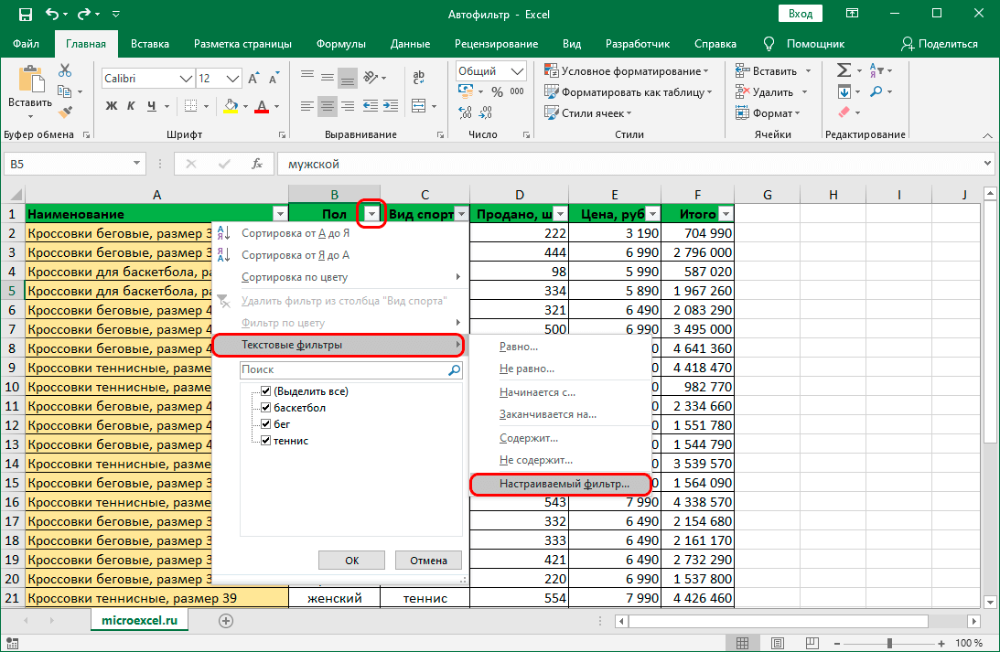 Автофильтр - Excel
Вход
Файл Главная Вставка Разметка страницы Формулы Данные Рецензирование Вид Разработчик Справка Помощник Поделиться
Вставить
Calibri 12
Ж К Ч
Общий
% 000
Условное форматирование
Форматировать как таблицу
Стили ячеек
Вставить
Удалить
Формат
Буфер обмена Шрифт Выравнивание Число Стили Ячейки Редактирование
B5 fx мужской
A B C D E F G H I J
1 Наименование Пол Вид спорт Продано, ш Цена, руб Итого
2 Кроссовки беговые, размер 3 222 3 190 704 990
3 Кроссовки беговые, размер 3 444 6 990 2 796 000
4 Кроссовки для баскетбола, ра 98 5 990 587 020
5 Кроссовки для баскетбола, ра 334 5 890 1 967 260
6 Кроссовки беговые, размер 4 321 6 490 2 083 290
7 Кроссовки беговые, размер 4 500 6 990 3 495 000
8 Кроссовки беговые, размер 4 0 4 641 360
9 Кроссовки теннисные, разме 0 4 418 470
10 Кроссовки теннисные, разме 0 982 770
11 Кроссовки беговые, размер 4 0 2 334 660
12 Кроссовки беговые, размер 4 0 1 551 780
13 Кроссовки беговые, размер 4 0 1 544 790
14 Кроссовки теннисные, разме 0 3 539 570
15 Кроссовки беговые, размер 3 0 1 564 090
16 Кроссовки теннисные, разме 543 7 990 4 338 570
17 Кроссовки беговые, размер 3 332 6 490 2 154 680
18 Кроссовки беговые, размер 3 333 6 490 2 161 170
19 Кроссовки беговые, размер 3 421 6 490 2 732 290
20 Кроссовки беговые, размер 3 220 6 990 1 537 800
21 Кроссовки теннисные, размер 39 женский теннис 554 7 990 4 426 460
Сортировка от А до Я
Сортировка от Я до А
Сортировка по цвету
Удалить фильтр из столбца "Вид спорта"
Фильтр по цвету
Текстовые фильтры
Поиск
(Выделить все)
баскетбол
бег
теннис
ОК Отмена
Равно...
Не равно...
Начинается с...
Заканчивается на...
Содержит...
Не содержит...
Настраиваемый фильтр...
microexcel.ru
100 %